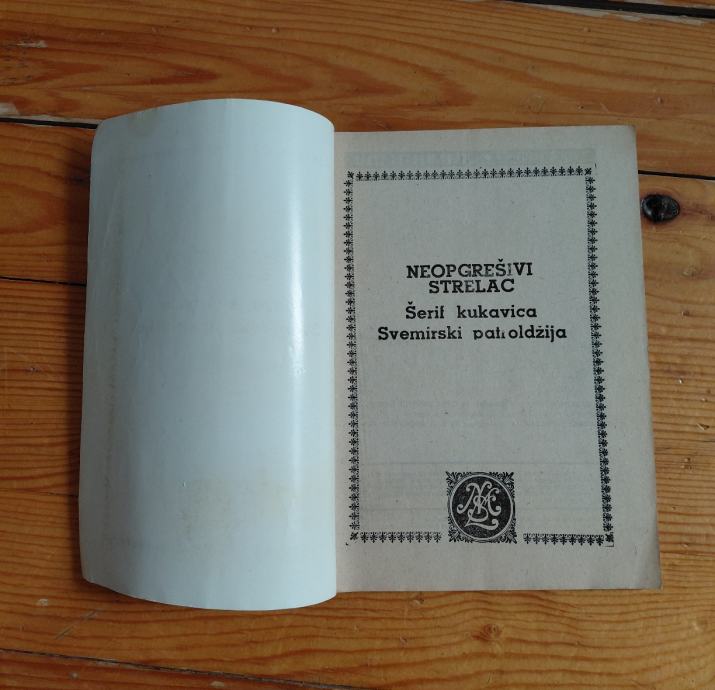 NEOPGREŠIVI
STRELAC
Šerif kukavica
Svemirski patroldžija